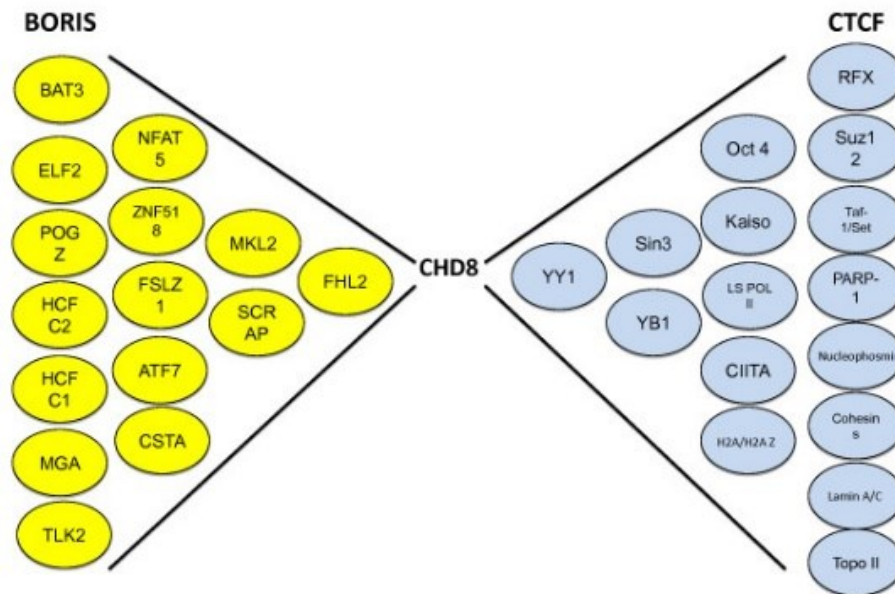 BORIS
CTCF
BAT3
ELF2
POG
Z
HCF
C2
HCF
C1
MGA
TLK2
NFAT
5
ZNF51
8
FSLZ
1
ATF7
CSTA
MKL2
SCR
AP
FHL2
CHD8
YY1
Sin3
YB1
Oct 4
Kaiso
LS POL
II
CIITA
H2A/H2A Z
RFX
Suz1
2
Taf-
1/Set
PARP-
1
Nucleophosmi
Cohesin
s
Lamin A/C
Topo II